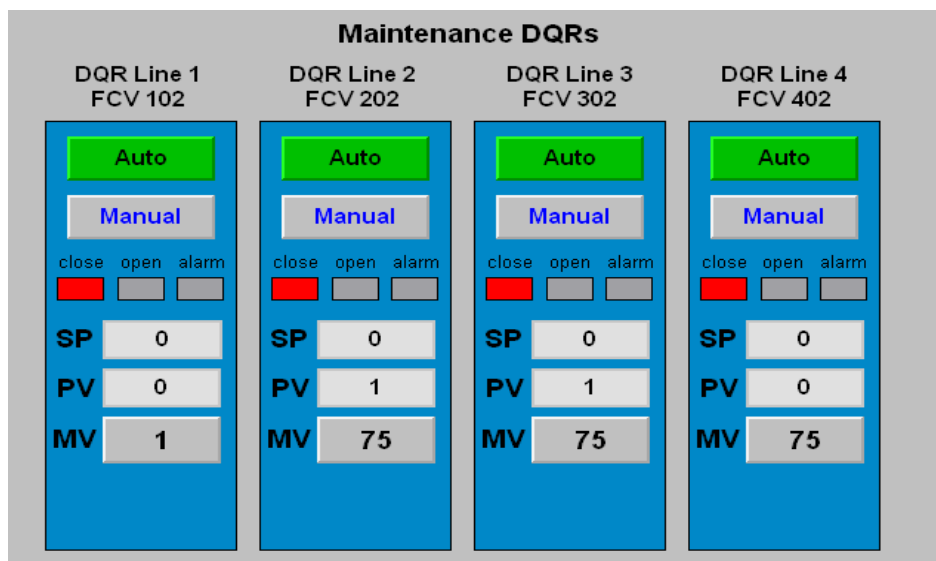 Maintenance DQRs
DQR Line 1
FCV 102
Auto
Manual
close open alarm
SP 0
PV 0
MV 1
DQR Line 2
FCV 202
Auto
Manual
close open alarm
SP 0
PV 1
MV 75
DQR Line 3
FCV 302
Auto
Manual
close open alarm
SP 0
PV 1
MV 75
DQR Line 4
FCV 402
Auto
Manual
close open alarm
SP 0
PV 0
MV 75